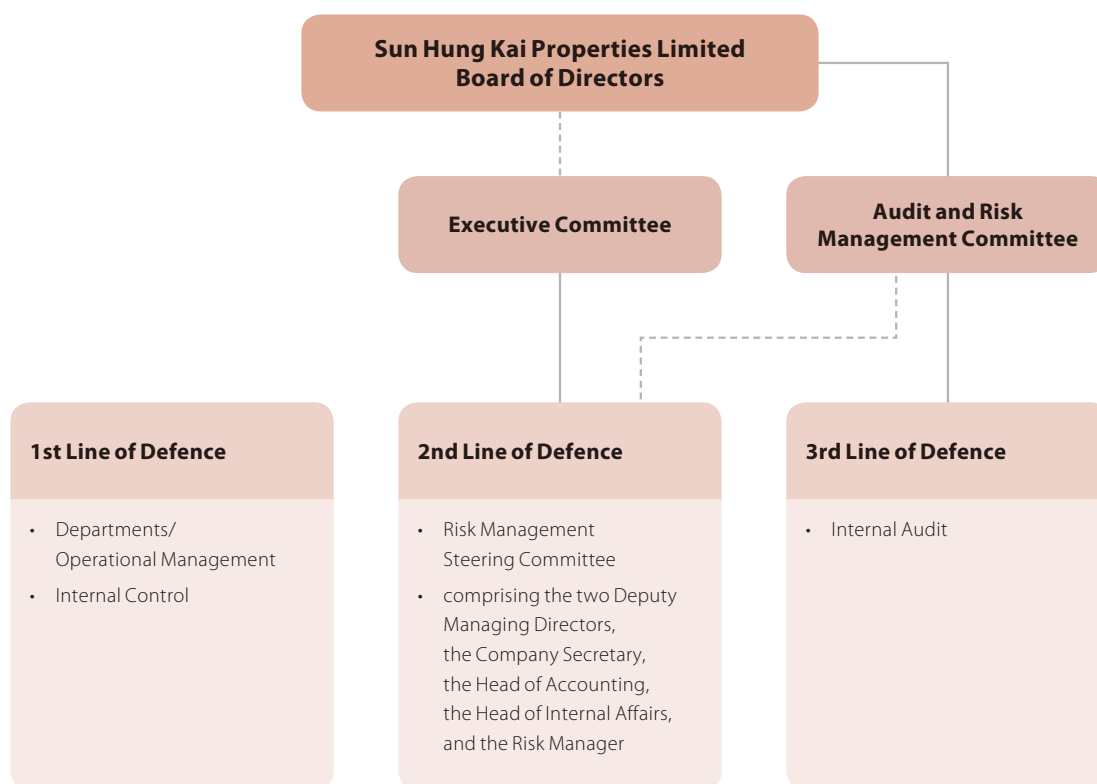 Sun Hung Kai Properties Limited
Board of Directors
Executive Committee
Audit and Risk
Management Committee
1st Line of Defence
• Departments/
Operational Management
• Internal Control
2nd Line of Defence
• Risk Management
Steering Committee
• comprising the two Deputy
Managing Directors,
the Company Secretary,
the Head of Accounting,
the Head of Internal Affairs,
and the Risk Manager
3rd Line of Defence
• Internal Audit